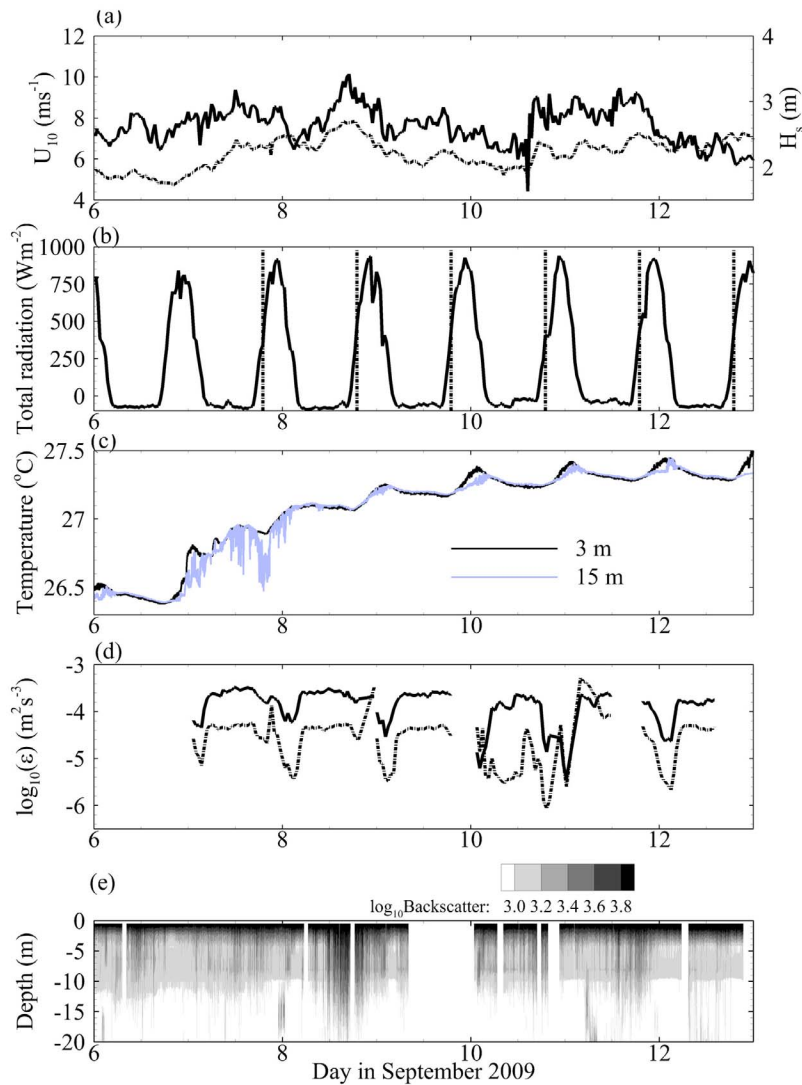 (a)
12
10
8
6
4
U10 (ms-1)
4
3
2
Hs (m)
6 8 10 12
(b)
1000
750
500
250
0
Total radiation (Wm-2)
6 8 10 12
(c)
27.5
27
26.5
Temperature (°C)
3 m
15 m
6 8 10 12
(d)
-3
-4
-5
-6
log10(ε) (m2s-3)
6 8 10 12
(e)
log10Backscatter: 3.0 3.2 3.4 3.6 3.8
0
-5
-10
-15
-20
Depth (m)
6 8 10 12
Day in September 2009